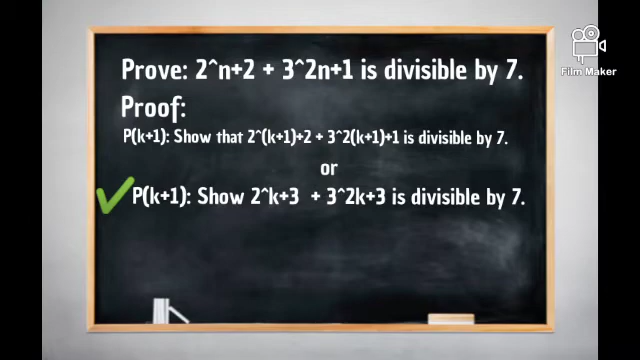 Prove: 2^n+2 + 3^2n+1 is divisible by 7.
Proof:
P(k+1): Show that 2^(k+1)+2 + 3^2(k+1)+1 is divisible by 7.
or
P(k+1): Show 2^k+3 + 3^2k+3 is divisible by 7.
Film Maker